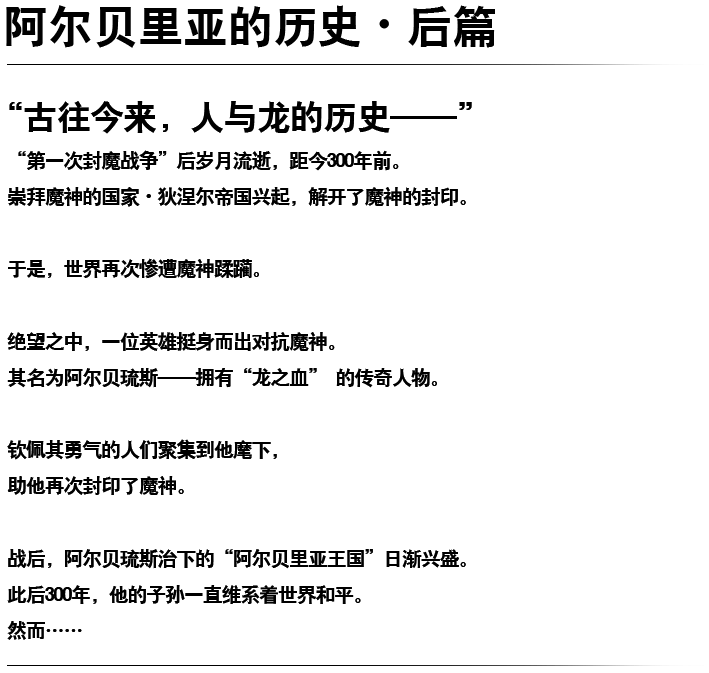 阿尔贝里亚的历史·后篇
“古往今来，人与龙的历史——”
“第一次封魔战争”后岁月流逝，距今300年前。
崇拜魔神的国家·狄涅尔帝国兴起，解开了魔神的封印。
于是，世界再次惨遭魔神蹂躏。
绝望之中，一位英雄挺身而出对抗魔神。
其名为阿尔贝琉斯——拥有“龙之血” 的传奇人物。
钦佩其勇气的人们聚集到他麾下，
助他再次封印了魔神。
战后，阿尔贝琉斯治下的“阿尔贝里亚王国”日渐兴盛。
此后300年，他的子孙一直维系着世界和平。
然而……